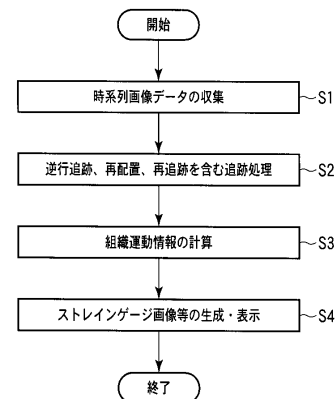 開始
時系列画像データの収集 S1
逆行追跡、再配置、再追跡を含む追跡処理 S2
組織運動情報の計算 S3
ストレインゲージ画像等の生成・表示 S4
終了